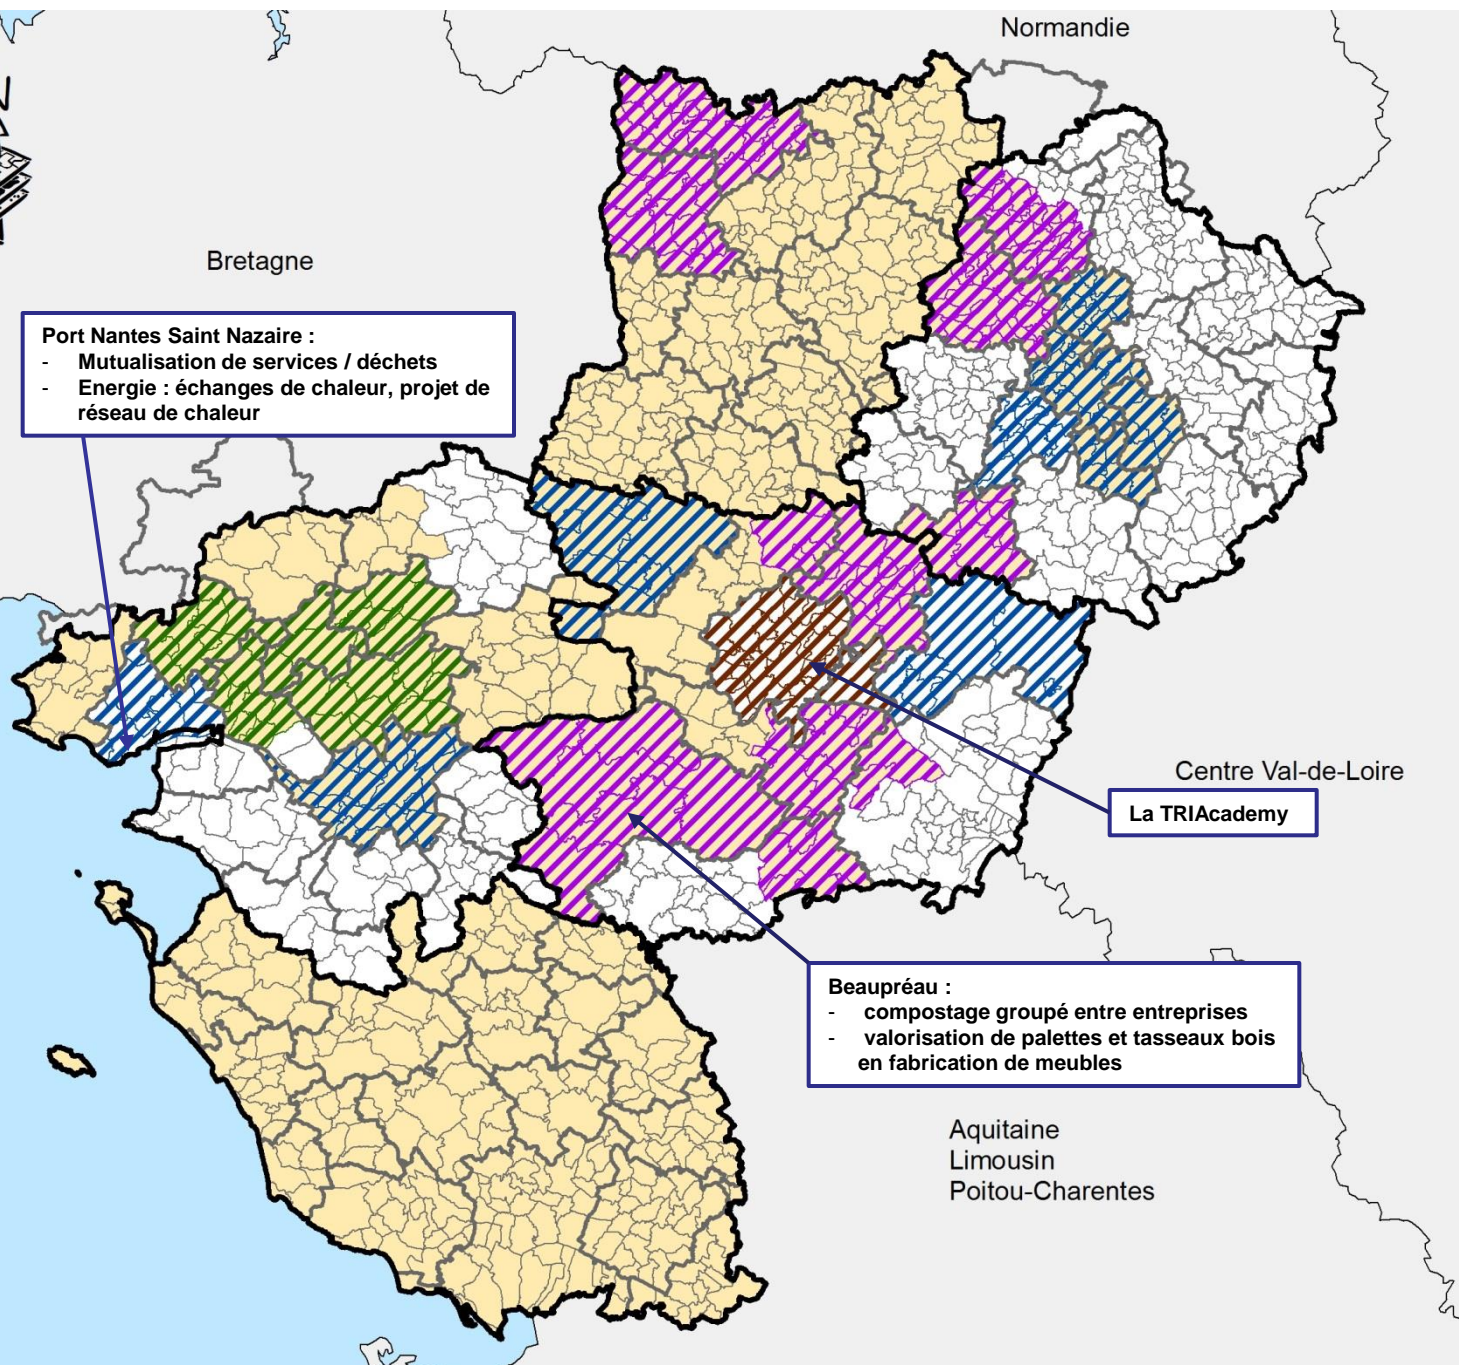 Normandie
Bretagne
Port Nantes Saint Nazaire :
- Mutualisation de services / déchets
- Energie : échanges de chaleur, projet de
réseau de chaleur
Centre Val-de-Loire
La TRIAcademy
Beaupréau :
- compostage groupé entre entreprises
- valorisation de palettes et tasseaux bois
en fabrication de meubles
Aquitaine
Limousin
Poitou-Charentes